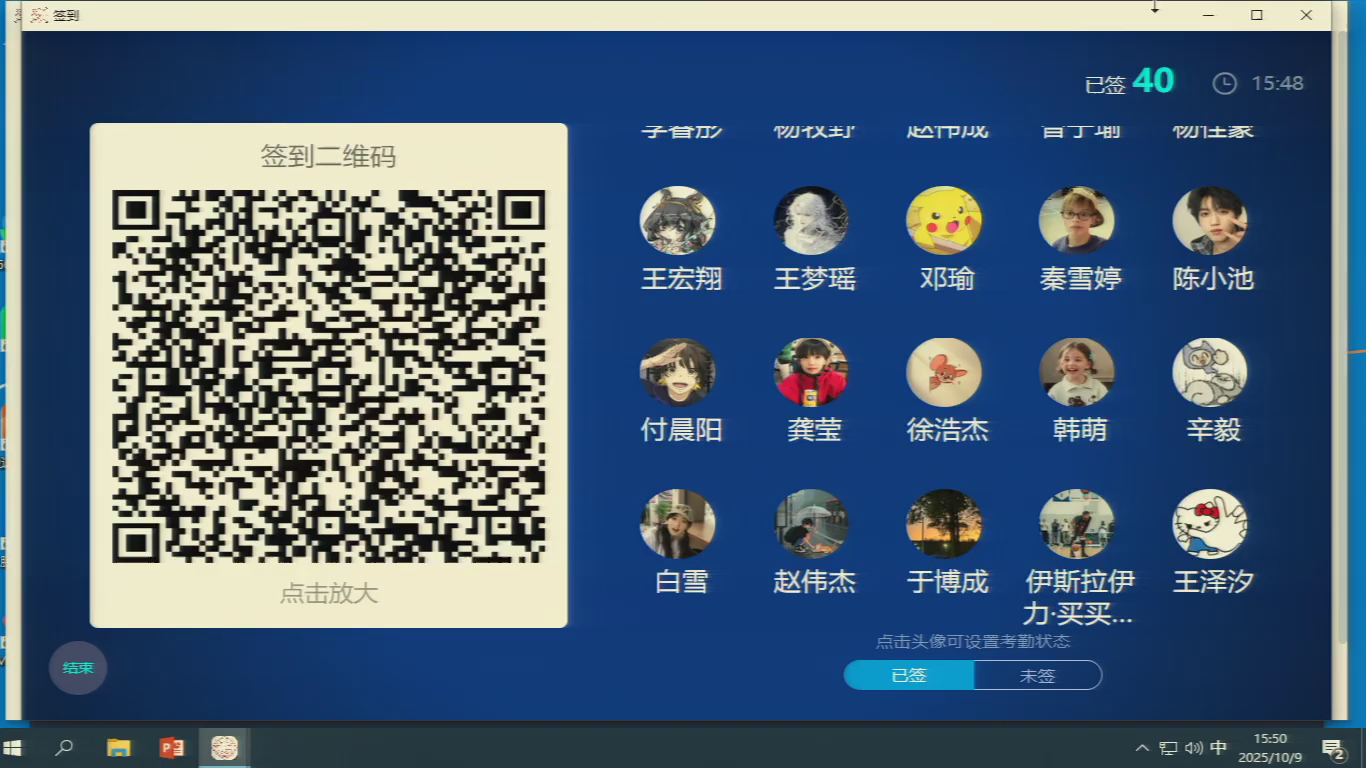 签到
已签 40
15:48
签到二维码
点击放大
王宏翔 王梦瑶 邓瑜 秦雪婷 陈小池
付晨阳 龚莹 徐浩杰 韩萌 辛毅
白雪 赵伟杰 于博成 伊斯拉伊力·买买... 王泽汐
点击头像可设置考勤状态
已签 未签
结束
中
15:50
2025/10/9
2